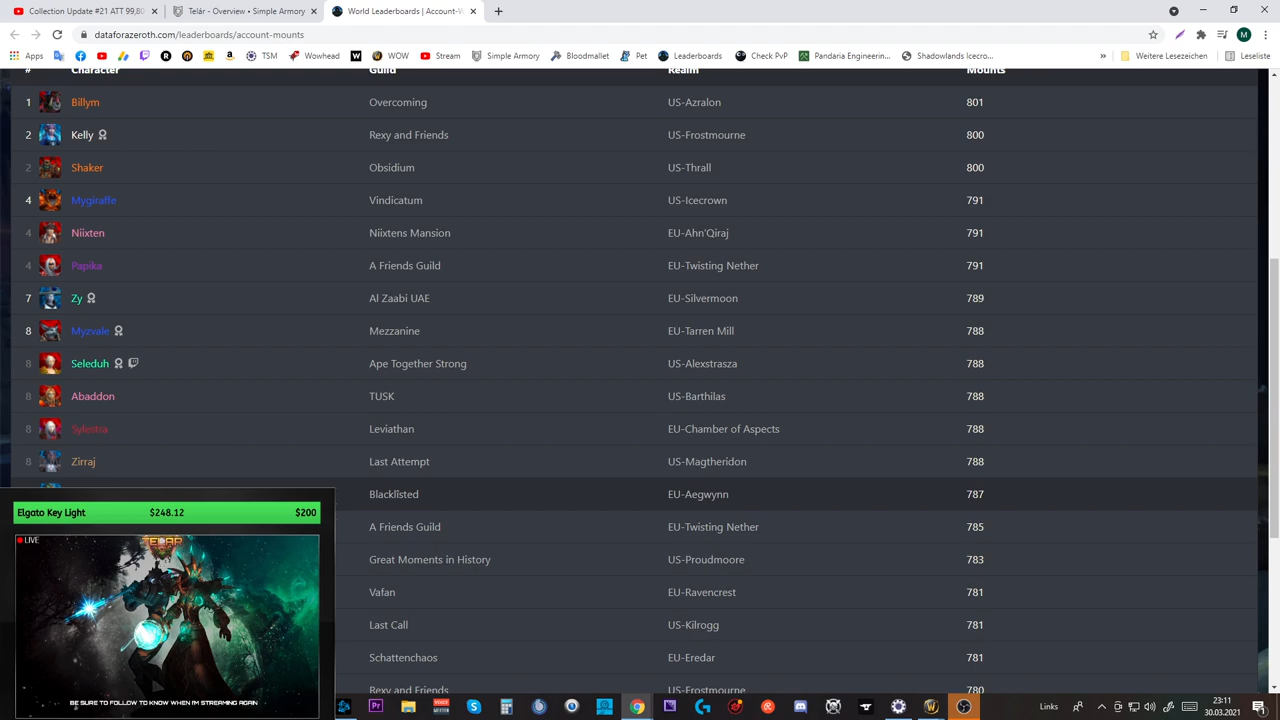 Collection Update #21 ATT 99,80
Telár - Overview • Simple Armory
World Leaderboards | Account-W
dataforazeroth.com/leaderboards/account-mounts
M
Apps
TSM
Wowhead
WOW
Stream
Simple Armory
Bloodmallet
Pet
Leaderboards
Check PvP
Pandaria Engineerin...
Shadowlands Icecro...
»
Weitere Lesezeichen
Leseliste
# Character Guild Realm Mounts
1 Billym Overcoming US-Azralon 801
2 Kelly Rexy and Friends US-Frostmourne 800
2 Shaker Obsidium US-Thrall 800
4 Mygiraffe Vindicatum US-Icecrown 791
4 Niixten Niixtens Mansion EU-Ahn'Qiraj 791
4 Papika A Friends Guild EU-Twisting Nether 791
7 Zy Al Zaabi UAE EU-Silvermoon 789
8 Myzvale Mezzanine EU-Tarren Mill 788
8 Seleduh Ape Together Strong US-Alexstrasza 788
8 Abaddon TUSK US-Barthilas 788
8 Sylestra Leviathan EU-Chamber of Aspects 788
8 Zirraj Last Attempt US-Magtheridon 788
Blacklisted EU-Aegwynn 787
A Friends Guild EU-Twisting Nether 785
Great Moments in History US-Proudmoore 783
Vafan EU-Ravencrest 781
Last Call US-Kilrogg 781
Schattenchaos EU-Eredar 781
Rexy and Friends US-Frostmourne 780
Elgato Key Light $248.12 $200
LIVE
TELAR
BE SURE TO FOLLOW TO KNOW WHEN I'M STREAMING AGAIN
Pr
Links
23:11
30.03.2021
1